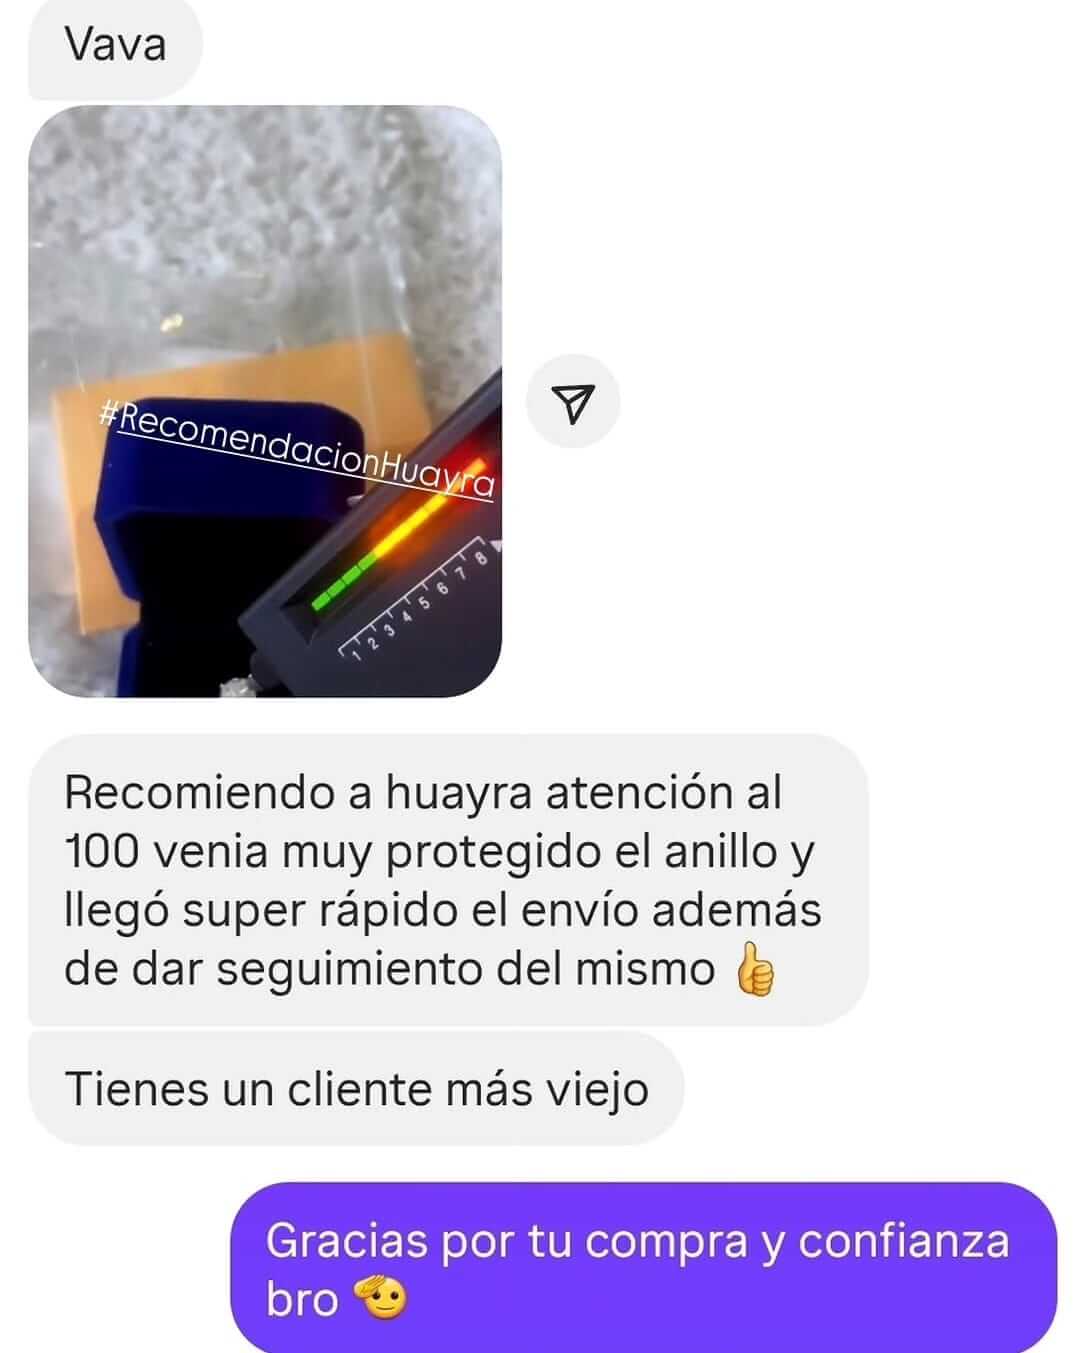 Vava
#RecomendacionHuayra
1 2 3 4 5 6 7 8
Recomiendo a huayra atención al
100 venia muy protegido el anillo y
llegó super rápido el envío además
de dar seguimiento del mismo 👍
Tienes un cliente más viejo
Gracias por tu compra y confianza
bro 🫡